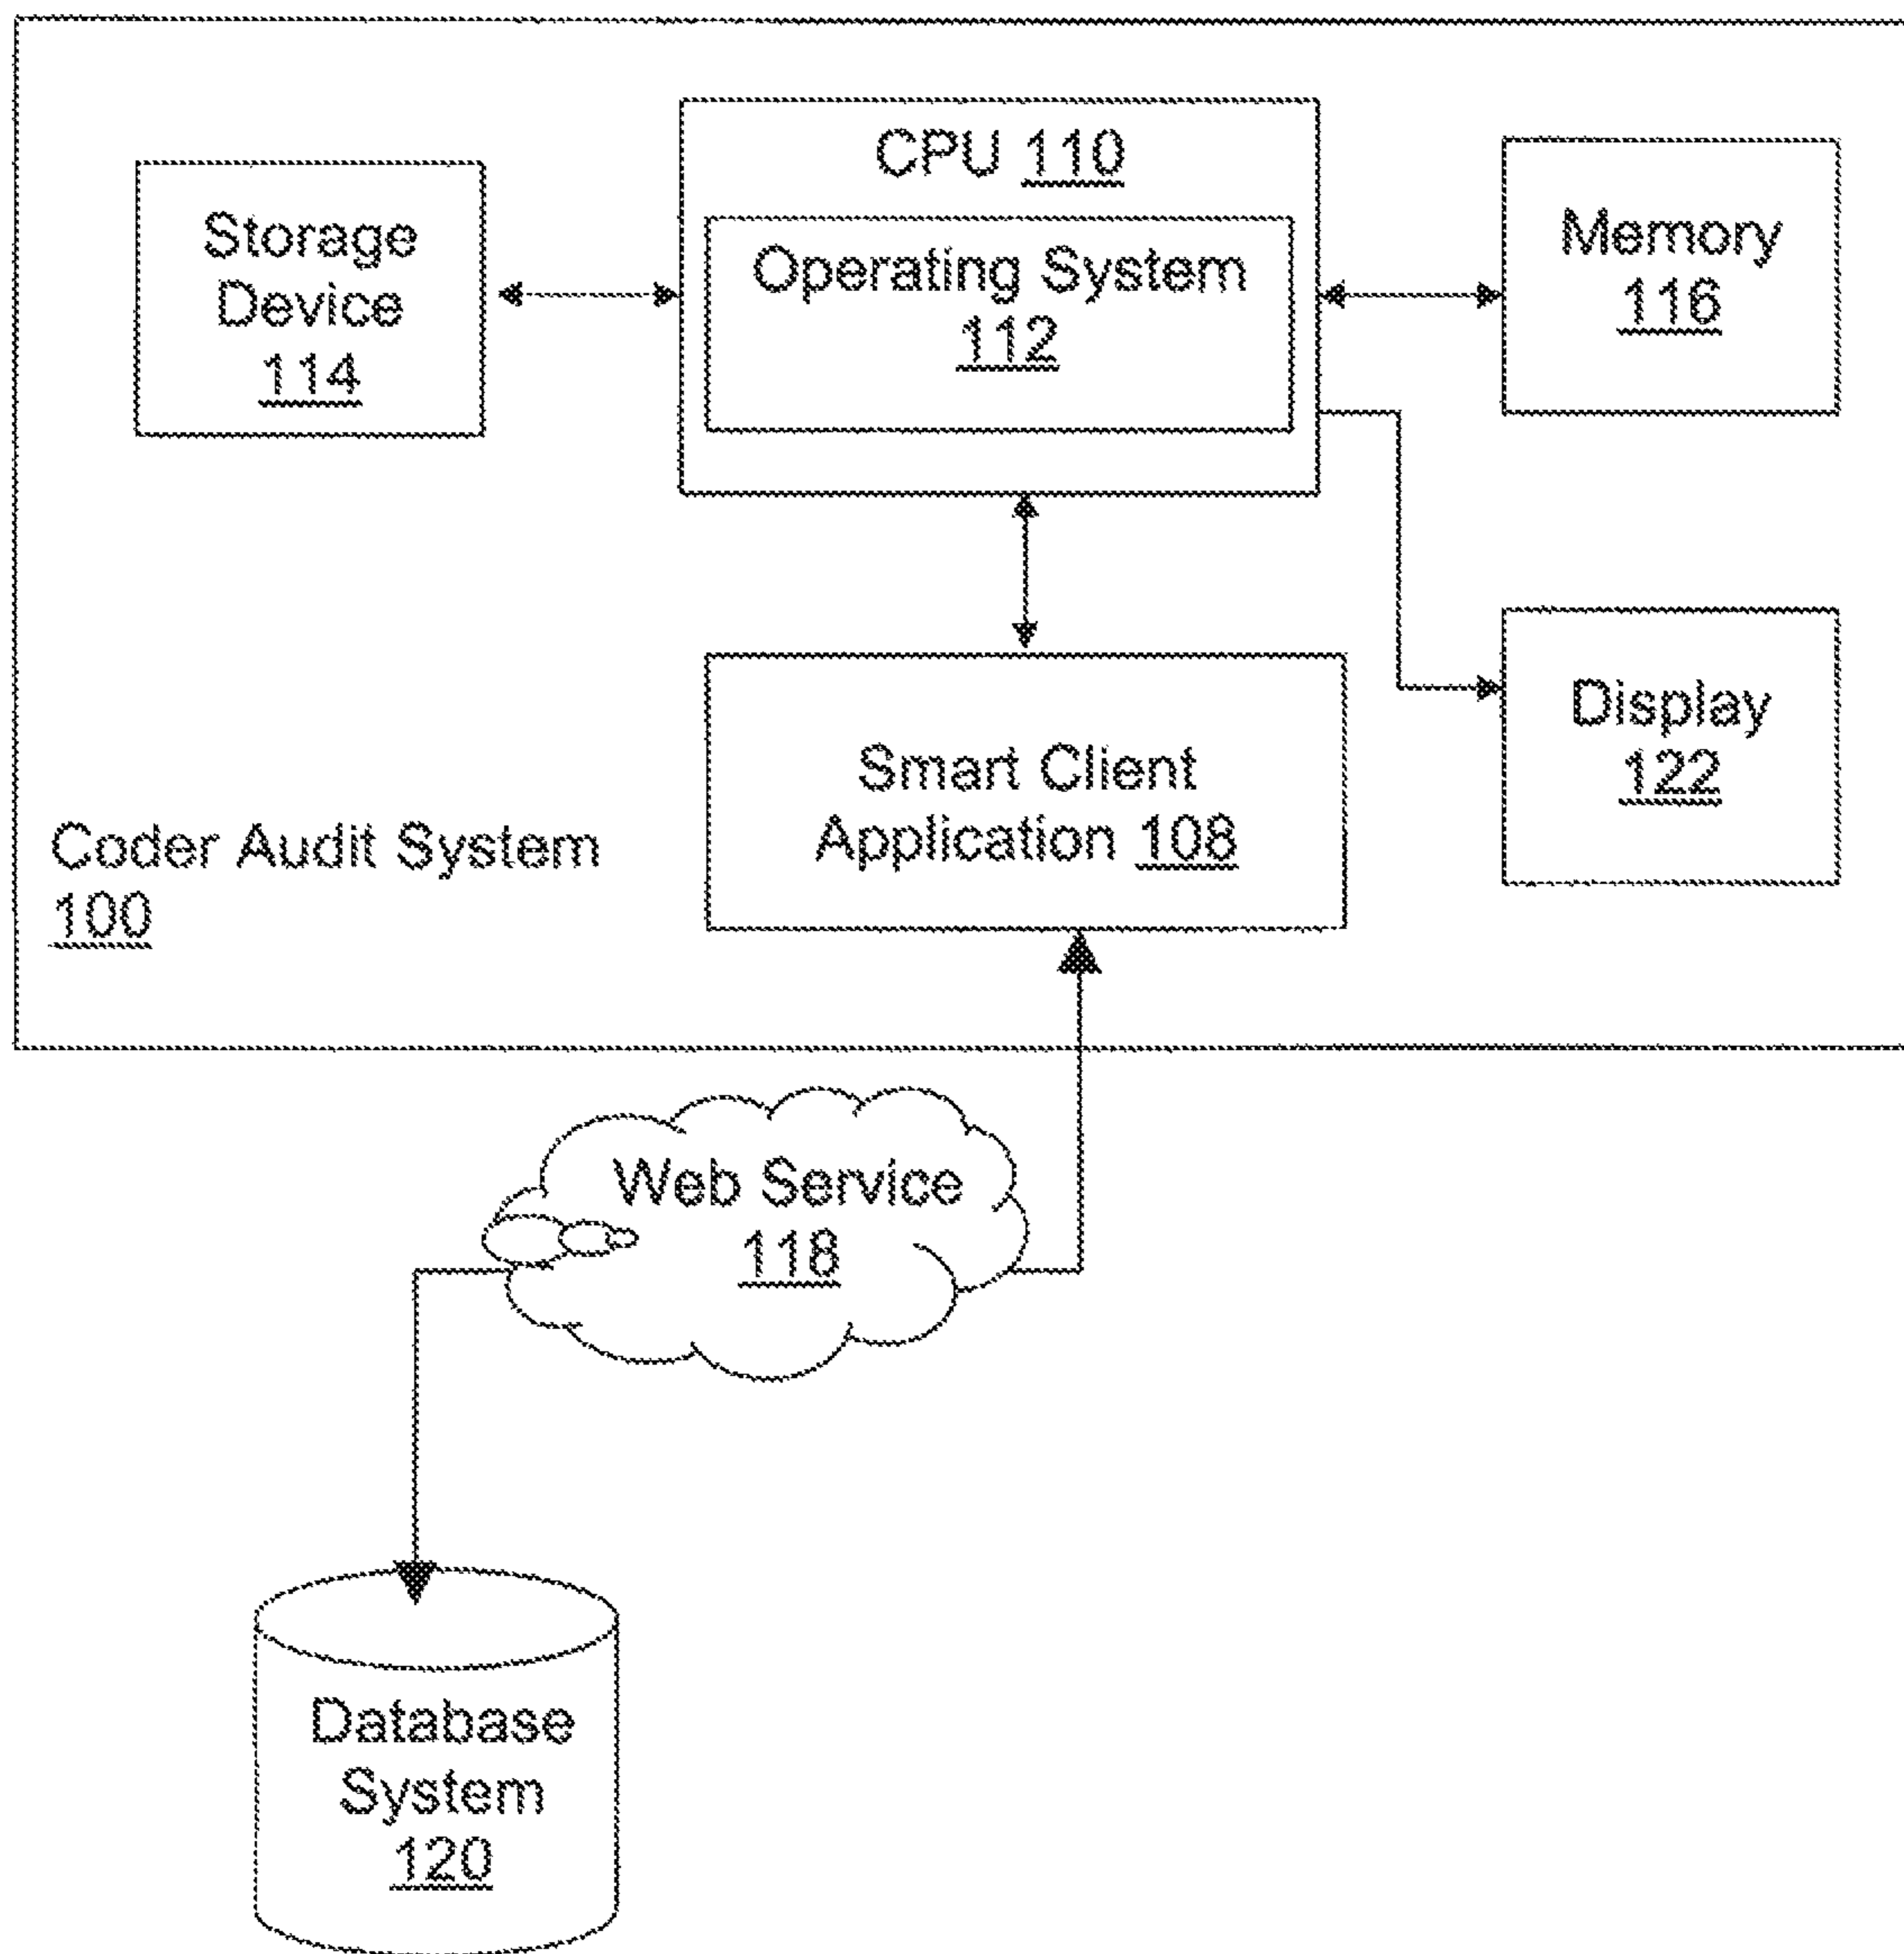 CPU 110
Operating System
112
Storage
Device
114
Memory
116
Smart Client
Application 108
Display
122
Coder Audit System
100
Web Service
118
Database
System
120